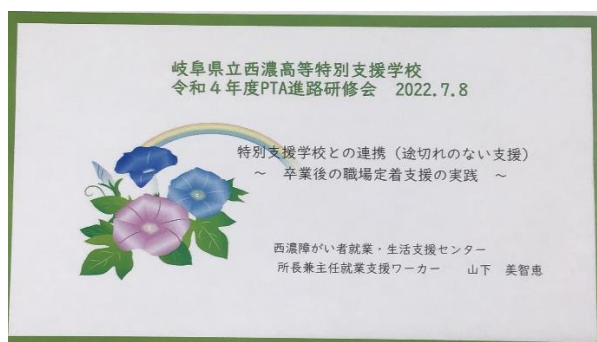 岐阜県立西濃高等特別支援学校
令和４年度PTA進路研修会　2022.7.8
特別支援学校との連携（途切れのない支援）
～　卒業後の職場定着支援の実践　～
西濃障がい者就業・生活支援センター
所長兼主任就業支援ワーカー　　山下　美智恵